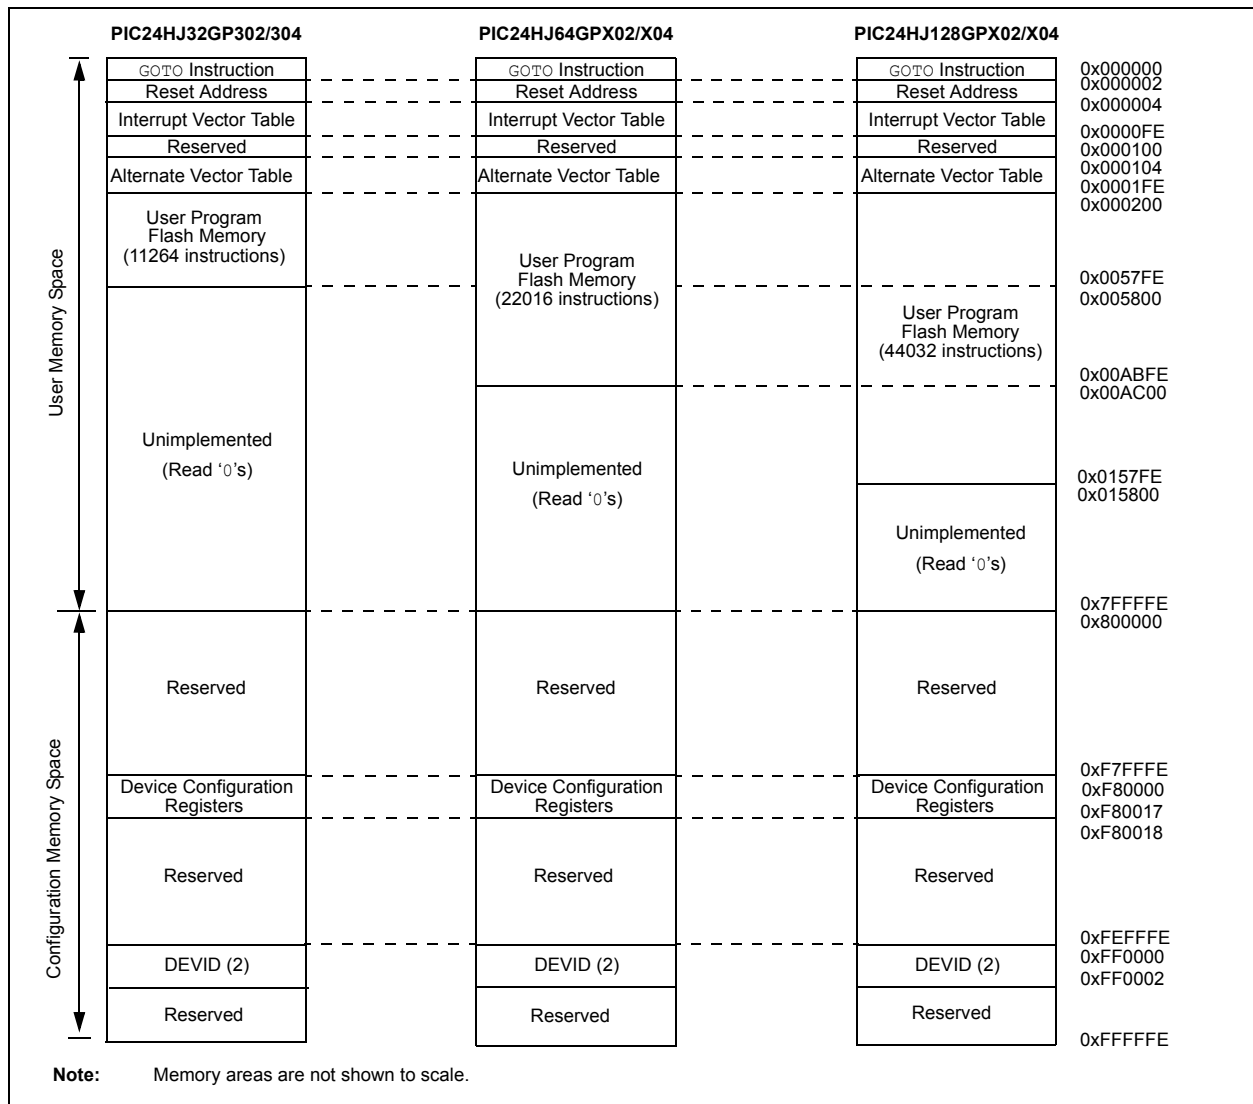 PIC24HJ32GP302/304 PIC24HJ64GPX02/X04 PIC24HJ128GPX02/X04
GOTO Instruction GOTO Instruction GOTO Instruction 0x000000
Reset Address Reset Address Reset Address 0x000002
0x000004
Interrupt Vector Table Interrupt Vector Table Interrupt Vector Table
0x0000FE
Reserved Reserved Reserved 0x000100
0x000104
Alternate Vector Table Alternate Vector Table Alternate Vector Table
0x0001FE
0x000200
User Program
Flash Memory
(11264 instructions)
User Program
Flash Memory
(22016 instructions)
0x0057FE
0x005800
User Program
Flash Memory
(44032 instructions)
User Memory Space
0x00ABFE
0x00AC00
Unimplemented
(Read ‘0’s)
Unimplemented
(Read ‘0’s)
0x0157FE
0x015800
Unimplemented
(Read ‘0’s)
0x7FFFFE
0x800000
Reserved Reserved Reserved
Configuration Memory Space
0xF7FFFE
Device Configuration Device Configuration Device Configuration 0xF80000
Registers Registers Registers 0xF80017
0xF80018
Reserved Reserved Reserved
0xFEFFFE
DEVID (2) DEVID (2) DEVID (2) 0xFF0000
0xFF0002
Reserved Reserved Reserved
0xFFFFFE
Note: Memory areas are not shown to scale.